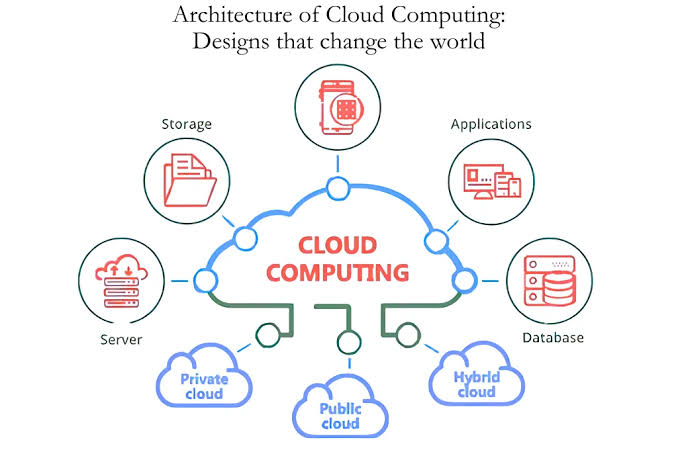 Architecture of Cloud Computing:
Designs that change the world
Storage
Applications
CLOUD
COMPUTING
Server
Database
Private
cloud
Public
cloud
Hybrid
cloud